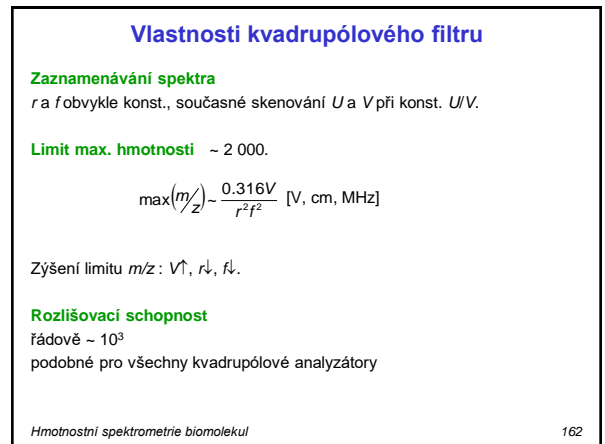 Vlastnosti kvadrupólového filtru
Zaznamenávání spektra
r a f obvykle konst., současné skenování U a V při konst. U/V.
Limit max. hmotnosti ~ 2 000.
max(m/z) ~ 0.316V / r²f² [V, cm, MHz]
Zýšení limitu m/z : V↑, r↓, f↓.
Rozlišovací schopnost
řádově ~ 10³
podobné pro všechny kvadrupólové analyzátory
Hmotnostní spektrometrie biomolekul 162